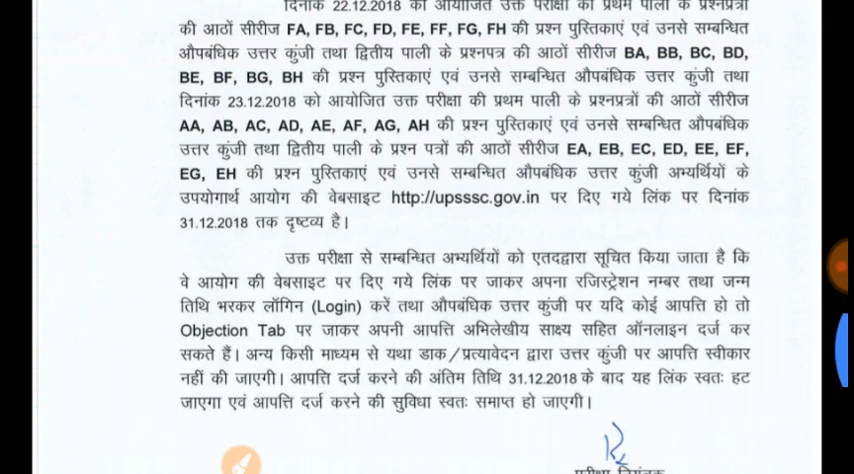 दिनांक 22.12.2018 को आयोजित उक्त परीक्षा की प्रथम पाली के प्रश्नपत्रों
की आठों सीरीज FA, FB, FC, FD, FE, FF, FG, FH की प्रश्न पुस्तिकाएं एवं उनसे सम्बन्धित
औपबंधिक उत्तर कुंजी तथा द्वितीय पाली के प्रश्नपत्र की आठों सीरीज BA, BB, BC, BD,
BE, BF, BG, BH की प्रश्न पुस्तिकाएं एवं उनसे सम्बन्धित औपबंधिक उत्तर कुंजी तथा
दिनांक 23.12.2018 को आयोजित उक्त परीक्षा की प्रथम पाली के प्रश्नप्रत्रों की आठों सीरीज
AA, AB, AC, AD, AE, AF, AG, AH की प्रश्न पुस्तिकाएं एवं उनसे सम्बन्धित औपबंधिक
उत्तर कुंजी तथा द्वितीय पाली के प्रश्न पत्रों की आठों सीरीज EA, EB, EC, ED, EE, EF,
EG, EH की प्रश्न पुस्तिकाएं एवं उनसे सम्बन्धित औपबंधिक उत्तर कुंजी अभ्यर्थियों के
उपयोगार्थ आयोग की वेबसाइट http://upsssc.gov.in पर दिए गये लिंक पर दिनांक
31.12.2018 तक दृष्टव्य है।
उक्त परीक्षा से सम्बन्धित अभ्यर्थियों को एतदद्वारा सूचित किया जाता है कि
वे आयोग की वेबसाइट पर दिए गये लिंक पर जाकर अपना रजिस्ट्रेशन नम्बर तथा जन्म
तिथि भरकर लॉगिन (Login) करें तथा औपबंधिक उत्तर कुंजी पर यदि कोई आपत्ति हो तो
Objection Tab पर जाकर अपनी आपत्ति अभिलेखीय साक्ष्य सहित ऑनलाइन दर्ज कर
सकते हैं। अन्य किसी माध्यम से यथा डाक/प्रत्यावेदन द्वारा उत्तर कुंजी पर आपत्ति स्वीकार
नहीं की जाएगी। आपत्ति दर्ज करने की अंतिम तिथि 31.12.2018 के बाद यह लिंक स्वतः हट
जाएगा एवं आपत्ति दर्ज करने की सुविधा स्वतः समाप्त हो जाएगी।
परीक्षा नियंत्रक